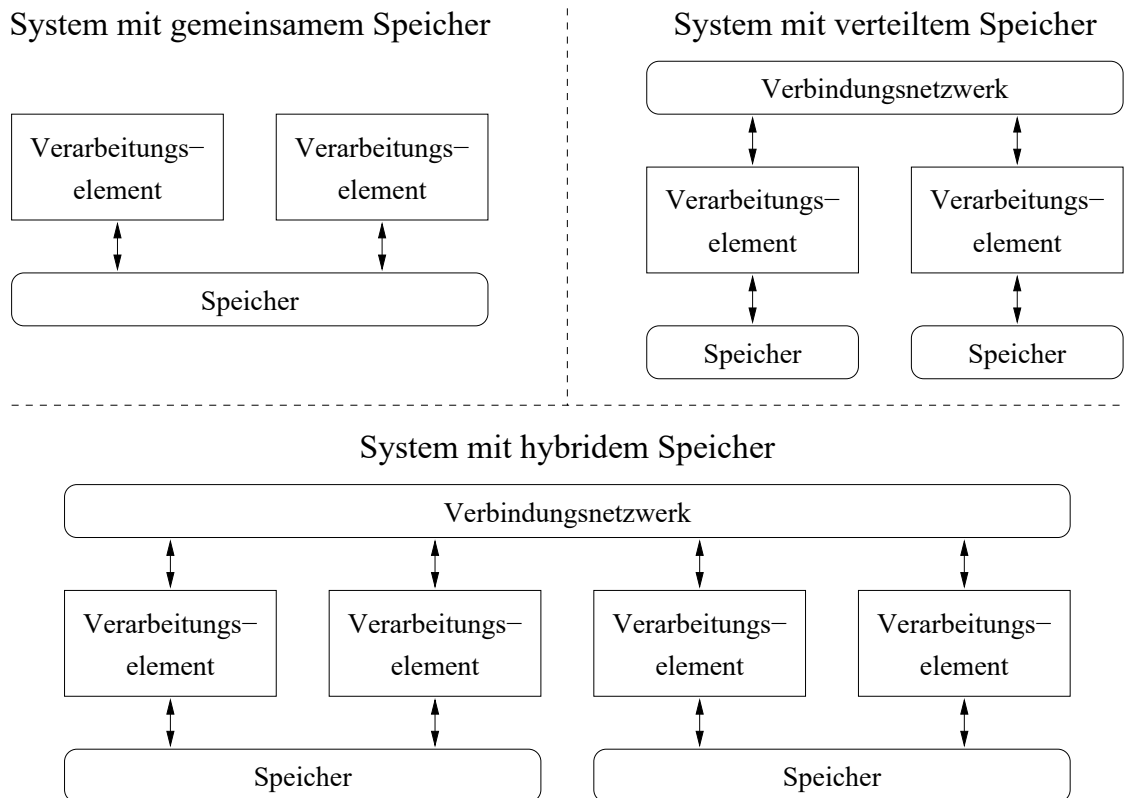 System mit gemeinsamem Speicher
Verarbeitungs−
element
Verarbeitungs−
element
Speicher
System mit verteiltem Speicher
Verbindungsnetzwerk
Verarbeitungs−
element
Verarbeitungs−
element
Speicher
Speicher
System mit hybridem Speicher
Verbindungsnetzwerk
Verarbeitungs−
element
Verarbeitungs−
element
Verarbeitungs−
element
Verarbeitungs−
element
Speicher
Speicher